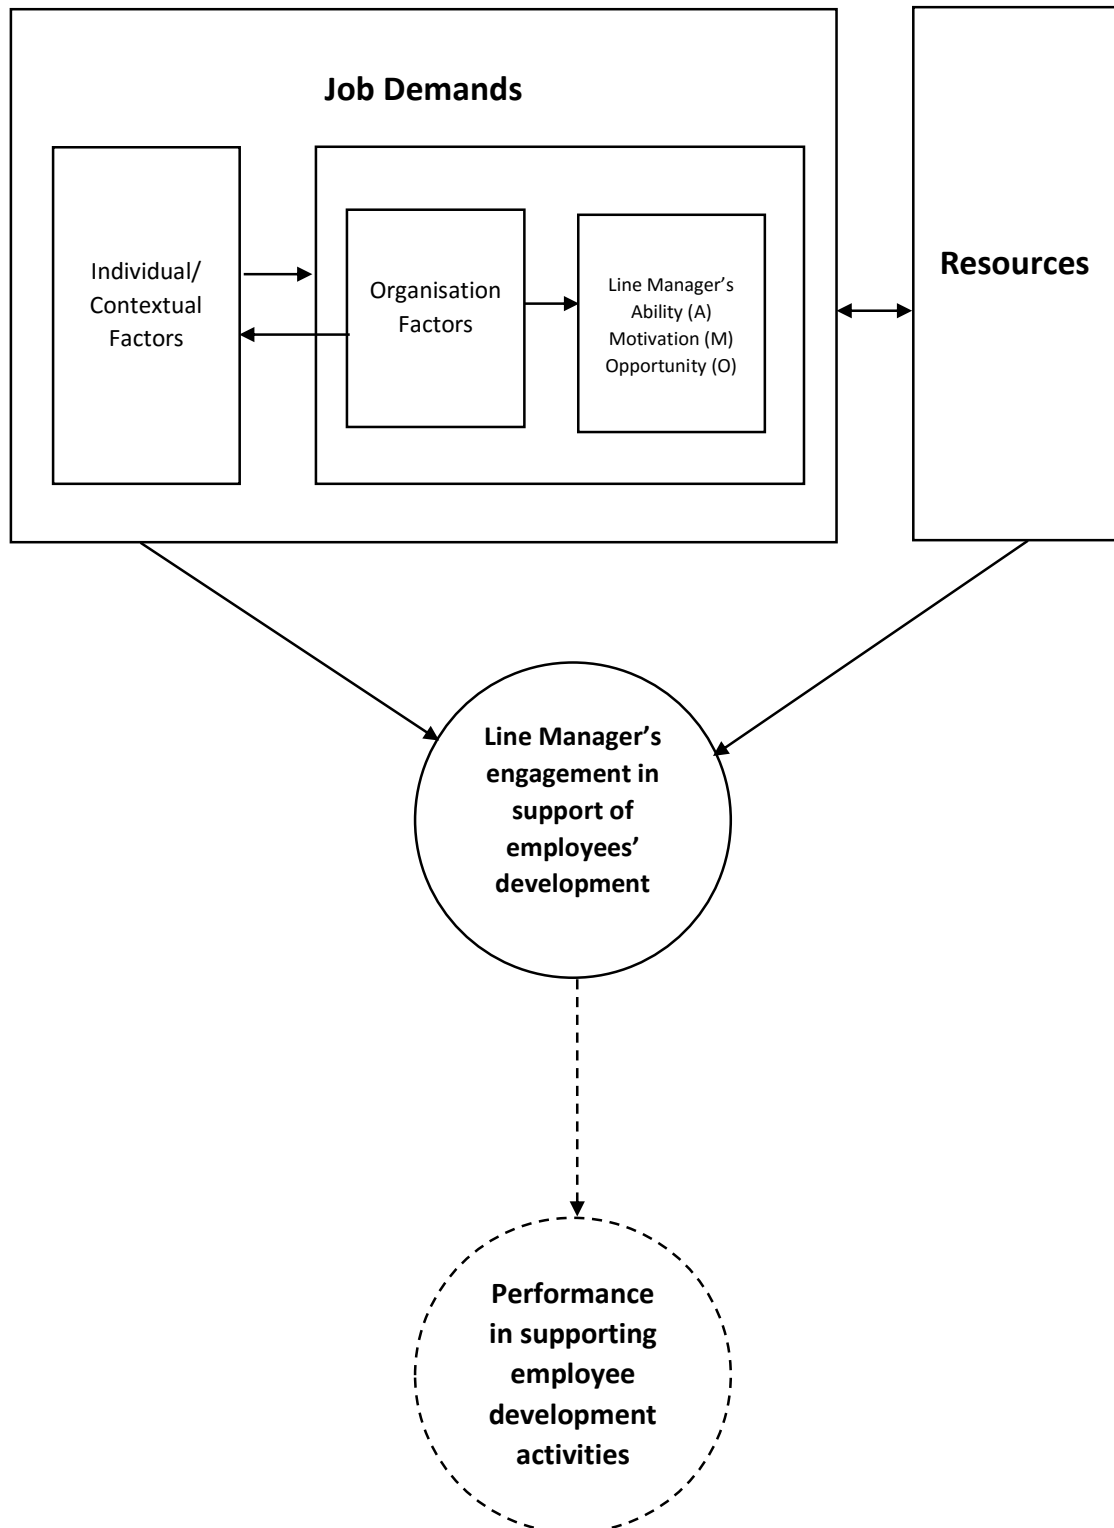 Job Demands
Individual/
Contextual
Factors
Organisation
Factors
Line Manager’s
Ability (A)
Motivation (M)
Opportunity (O)
Resources
Line Manager’s
engagement in
support of
employees’
development
Performance
in supporting
employee
development
activities